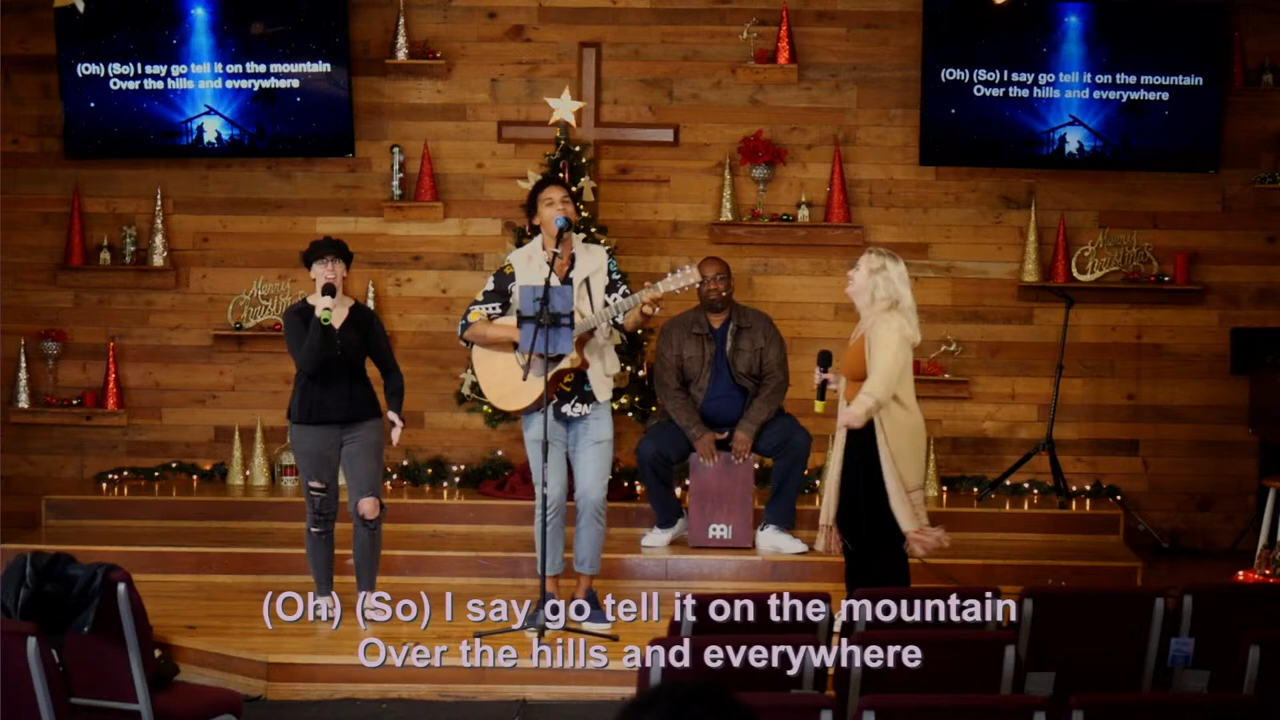 (Oh) (So) I say go tell it on the mountain
Over the hills and everywhere
(Oh) (So) I say go tell it on the mountain
Over the hills and everywhere
Merry
Christmas
Merry
Christmas
(Oh) (So) I say go tell it on the mountain
Over the hills and everywhere